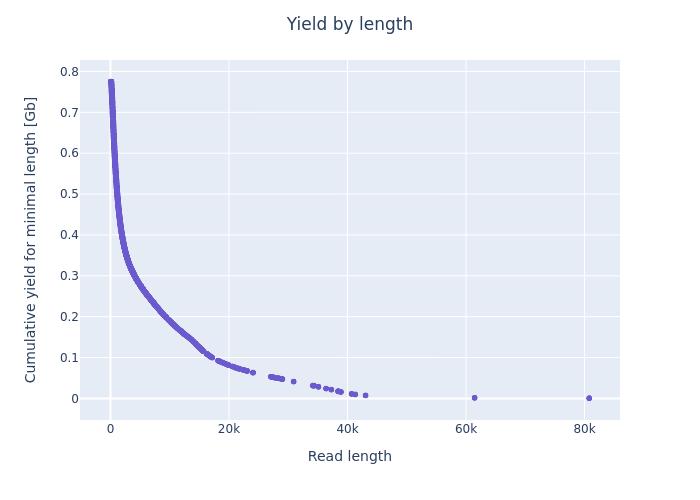 Yield by length
Cumulative yield for minimal length [Gb]
0.8
0.7
0.6
0.5
0.4
0.3
0.2
0.1
0
0
20k
40k
60k
80k
Read length